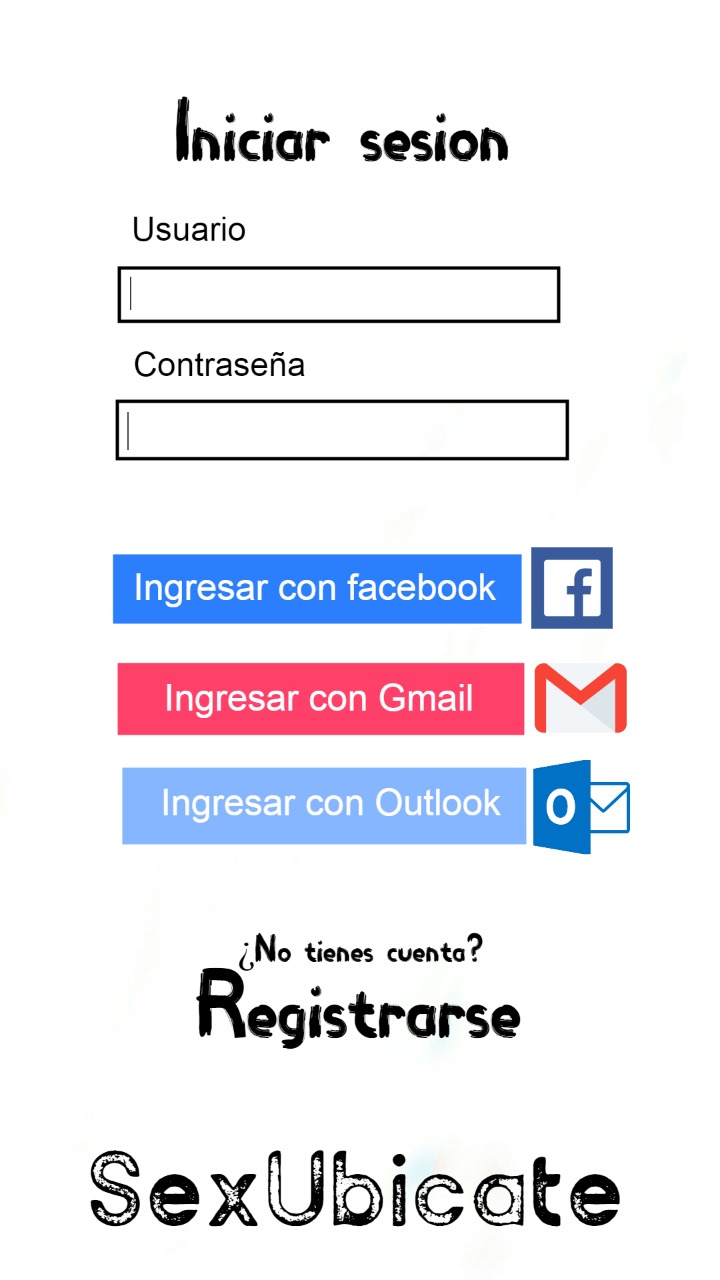 Iniciar sesion
Usuario
Contraseña
Ingresar con facebook
Ingresar con Gmail
Ingresar con Outlook
¿No tienes cuenta?
Registrarse
SexUbicate